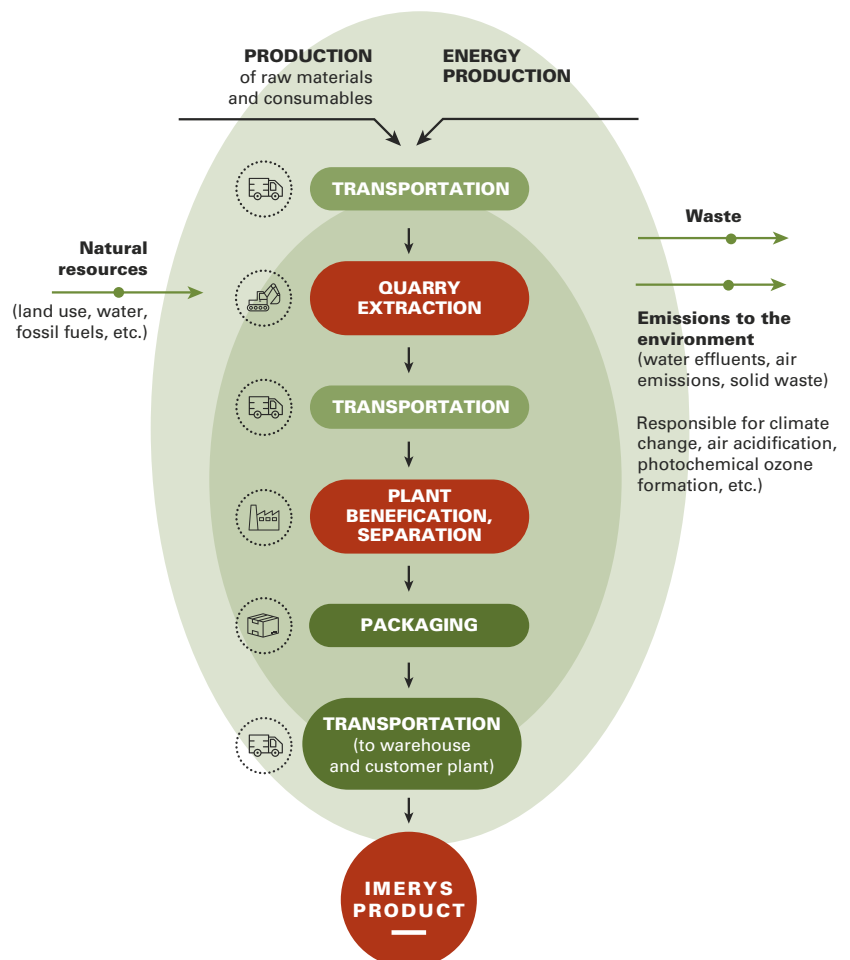 PRODUCTION
of raw materials
and consumables
ENERGY
PRODUCTION
TRANSPORTATION
Natural
resources
(land use, water,
fossil fuels, etc.)
QUARRY
EXTRACTION
Waste
Emissions to the
environment
(water effluents, air
emissions, solid waste)
Responsible for climate
change, air acidification,
photochemical ozone
formation, etc.)
TRANSPORTATION
PLANT
BENEFICATION,
SEPARATION
PACKAGING
TRANSPORTATION
(to warehouse
and customer plant)
IMERYS
PRODUCT